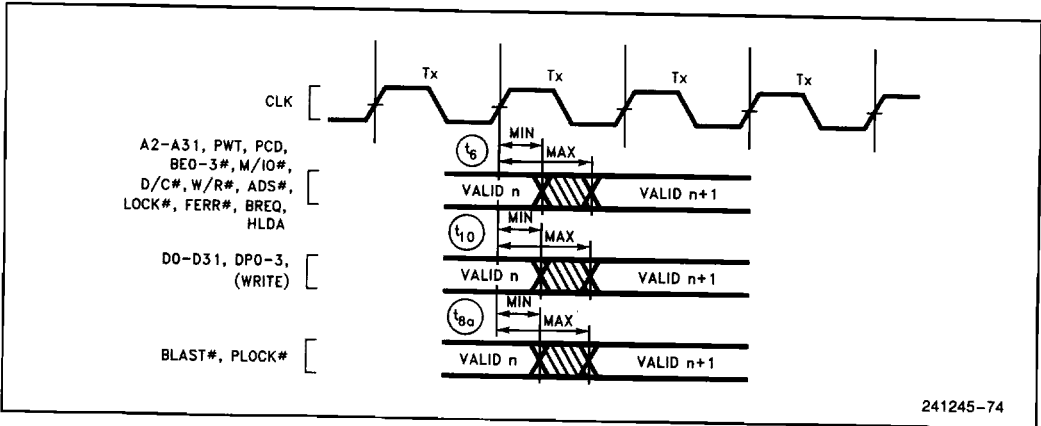 Tx Tx Tx Tx
CLK
A2-A31, PWT, PCD,
BE0-3#, M/IO#,
D/C#, W/R#, ADS#,
LOCK#, FERR#, BREQ,
HLDA
t6
MIN
MAX
VALID n
VALID n+1
D0-D31, DP0-3,
(WRITE)
t10
MIN
MAX
VALID n
VALID n+1
BLAST#, PLOCK#
t8a
MIN
MAX
VALID n
VALID n+1
241245-74